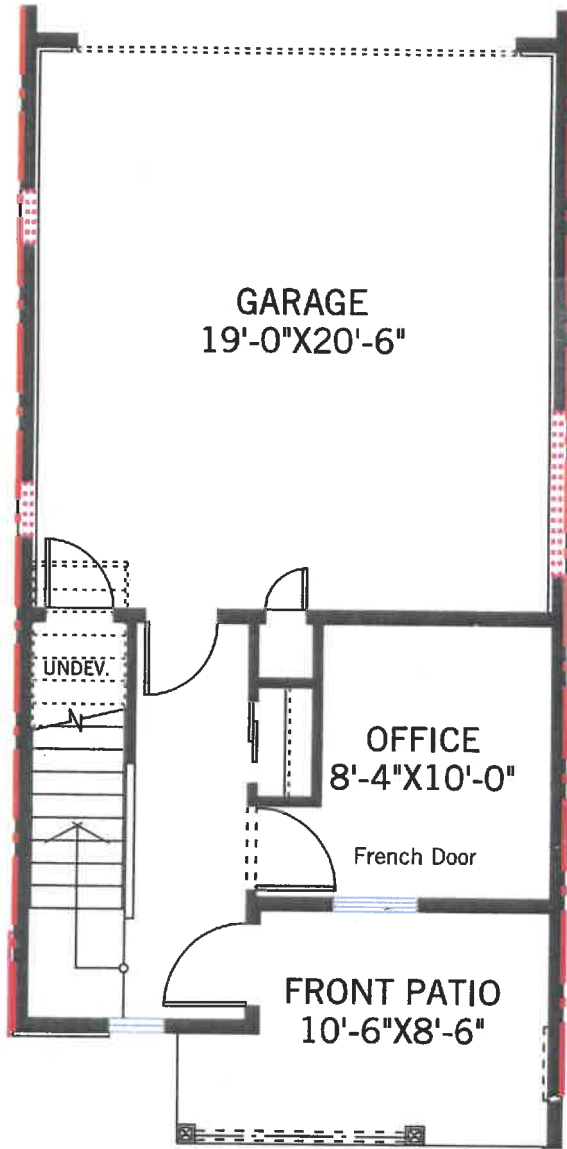 GARAGE
19'-0"X20'-6"
UNDEV.
OFFICE
8'-4"X10'-0"
French Door
FRONT PATIO
10'-6"X8'-6"